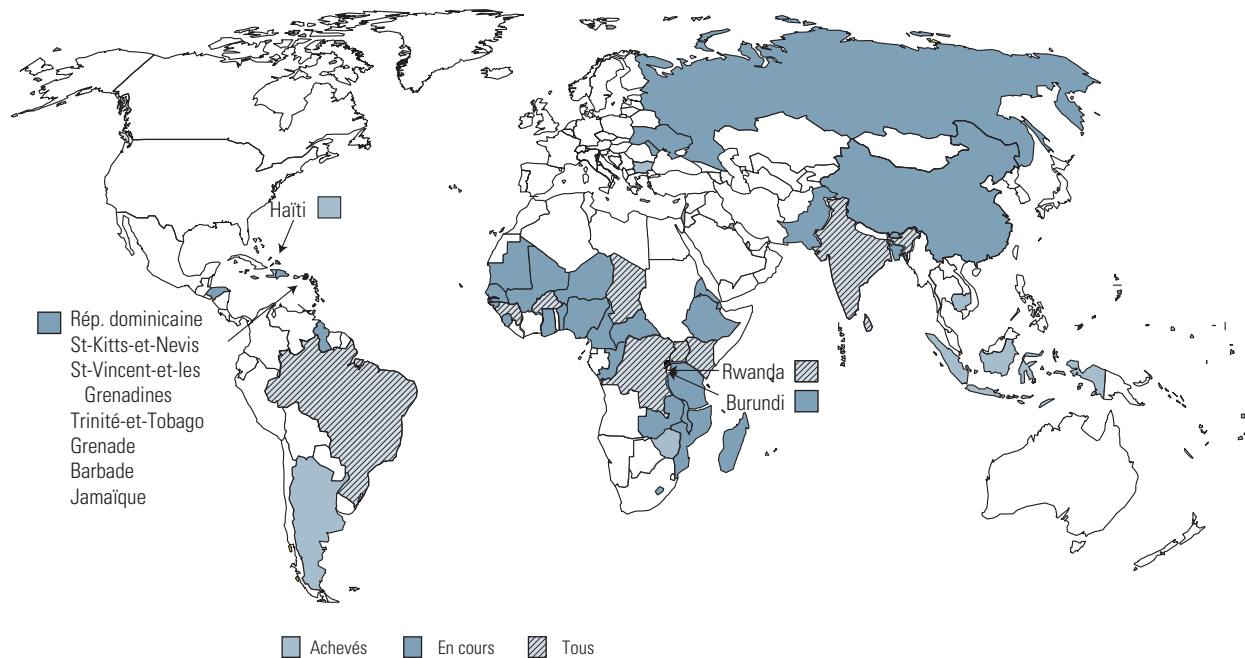 Haïti
Rép. dominicaine
St-Kitts-et-Nevis
St-Vincent-et-les
Grenadines
Trinité-et-Tobago
Grenade
Barbade
Jamaïque
Rwanda
Burundi
Achevés
En cours
Tous